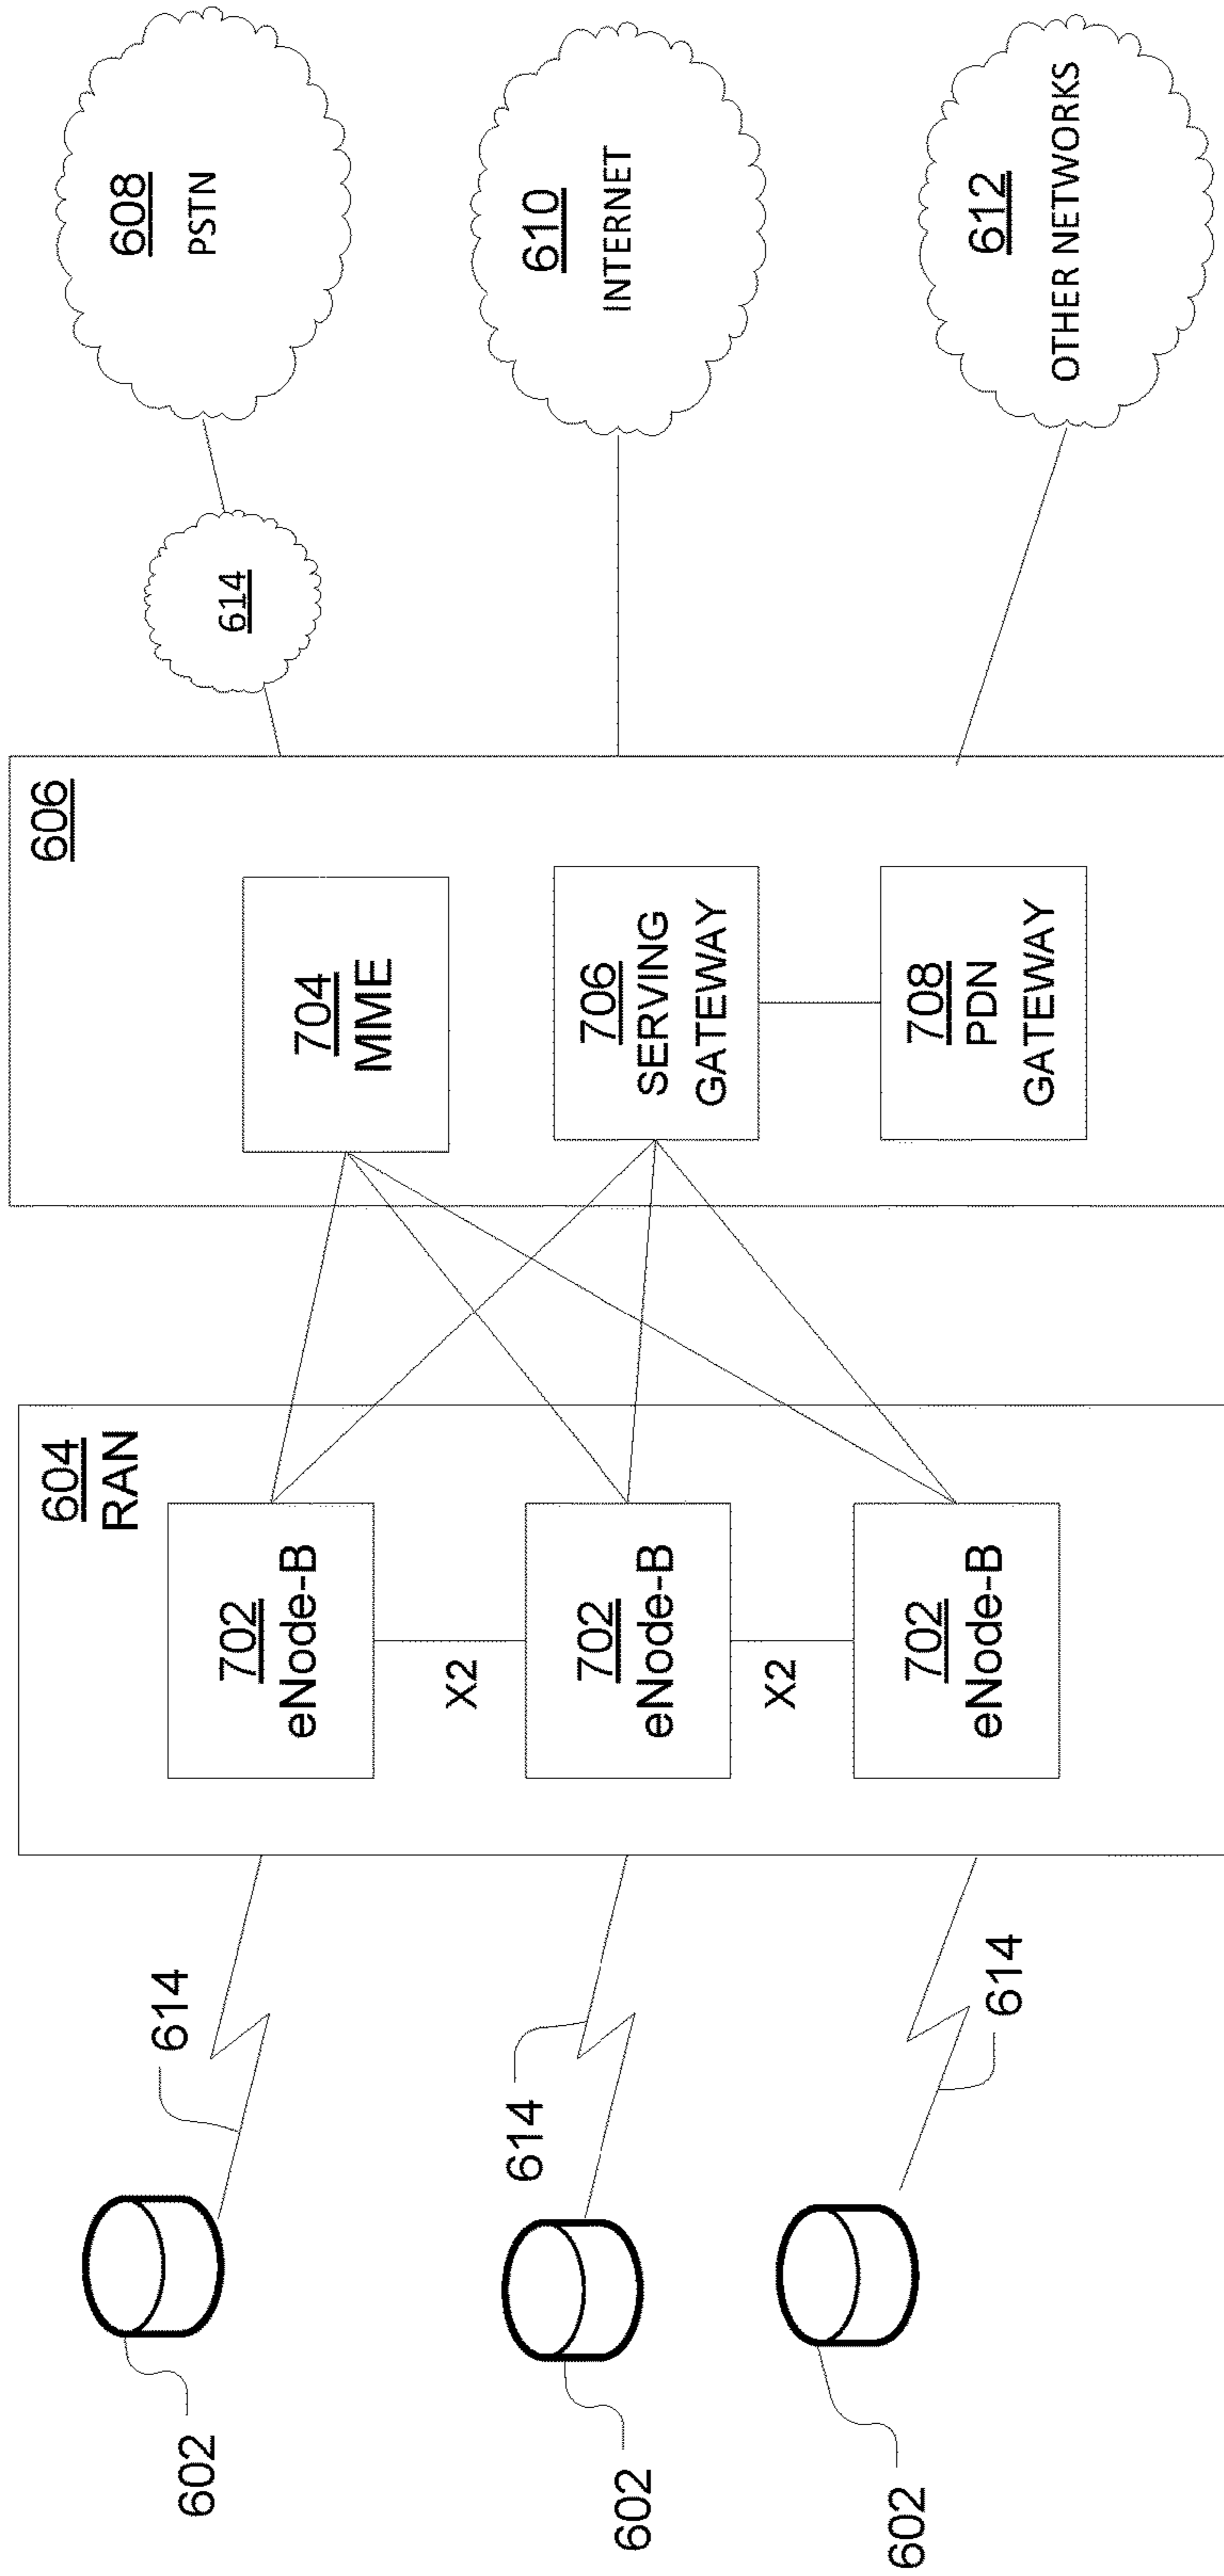 602
614
602
614
602
614
604
RAN
702
eNode-B
X2
702
eNode-B
X2
702
eNode-B
606
704
MME
706
SERVING
GATEWAY
708
PDN
GATEWAY
614
608
PSTN
610
INTERNET
612
OTHER NETWORKS